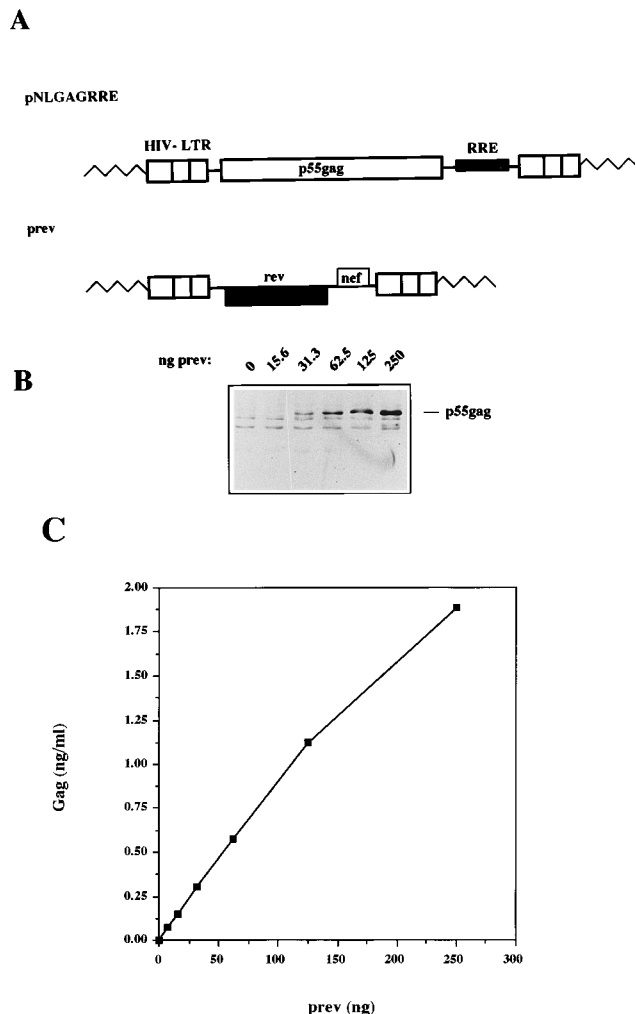 A
pNLGAGRRE
HIV- LTR
p55gag
RRE
prev
rev
nef
ng prev: 0 15.6 31.3 62.5 125 250
B
p55gag
C
2.00
1.75
1.50
1.25
1.00
0.75
0.50
0.25
0.00
Gag (ng/ml)
0 50 100 150 200 250 300
prev (ng)